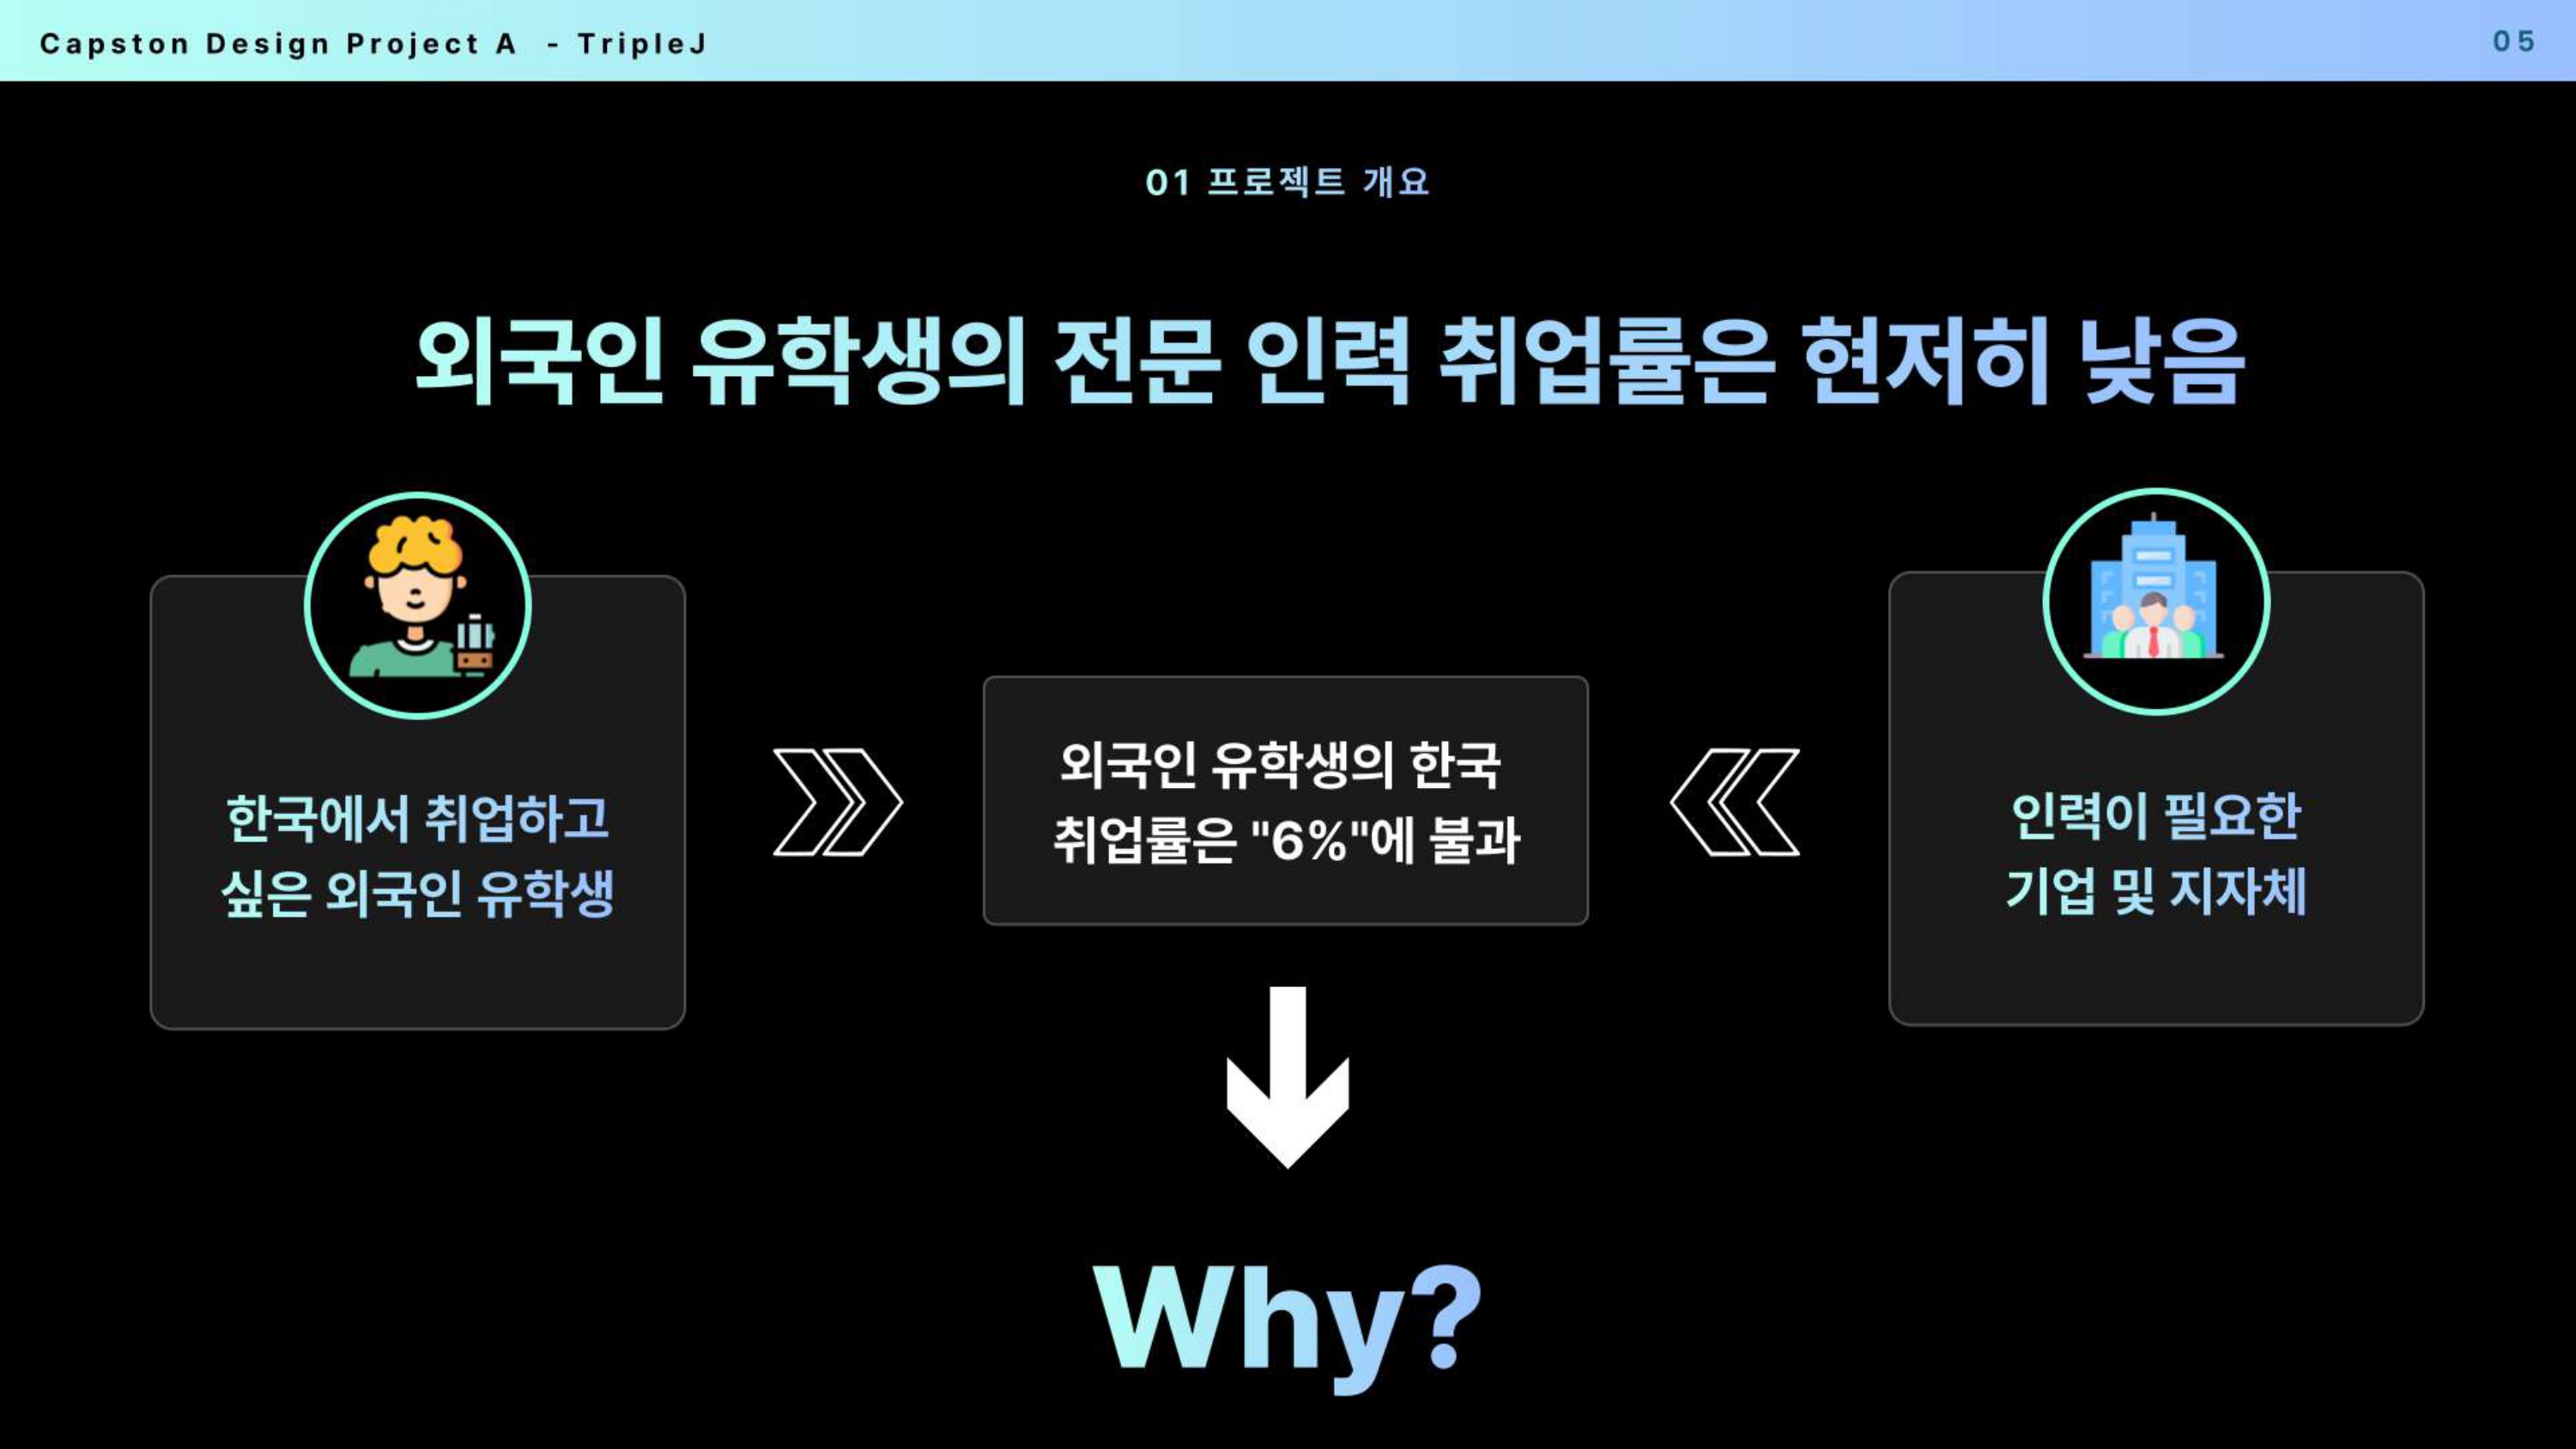 Capston Design Project A - TripleJ
05
01 프로젝트 개요
외국인 유학생의 전문 인력 취업률은 현저히 낮음
한국에서 취업하고
싶은 외국인 유학생
외국인 유학생의 한국
취업률은 "6%"에 불과
인력이 필요한
기업 및 지자체
Why?